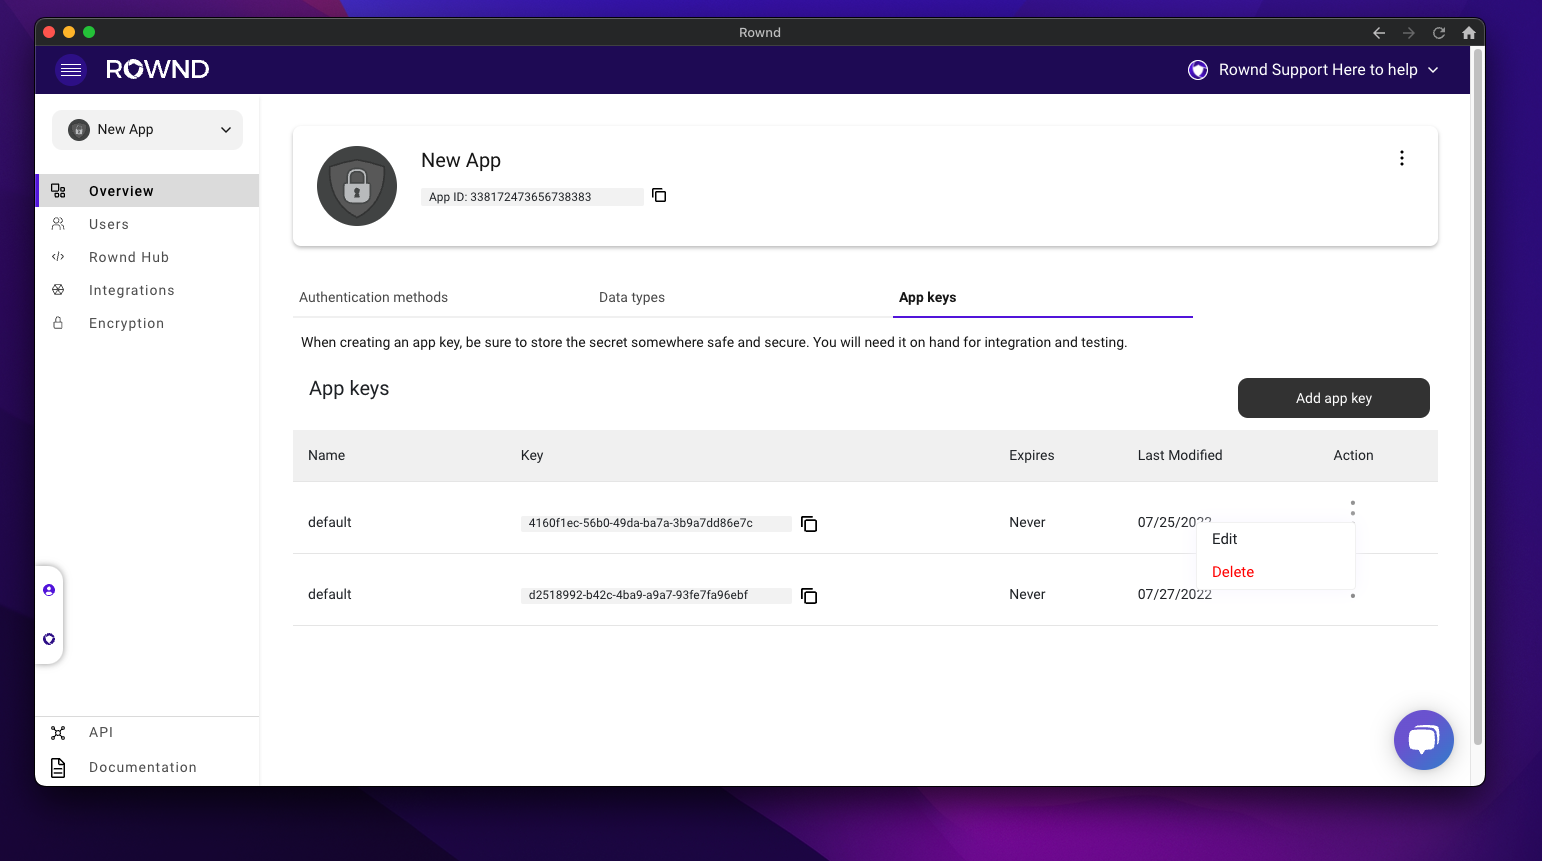 Rownd
ROWND
Rownd Support Here to help
New App
Overview
Users
Rownd Hub
Integrations
Encryption
API
Documentation
New App
App ID: 338172473656738383
Authentication methods
Data types
App keys
When creating an app key, be sure to store the secret somewhere safe and secure. You will need it on hand for integration and testing.
App keys
Add app key
Name Key Expires Last Modified Action
default 4160f1ec-56b0-49da-ba7a-3b9a7dd86e7c Never 07/25/2022
Edit
Delete
default d2518992-b42c-4ba9-a9a7-93fe7fa96ebf Never 07/27/2022